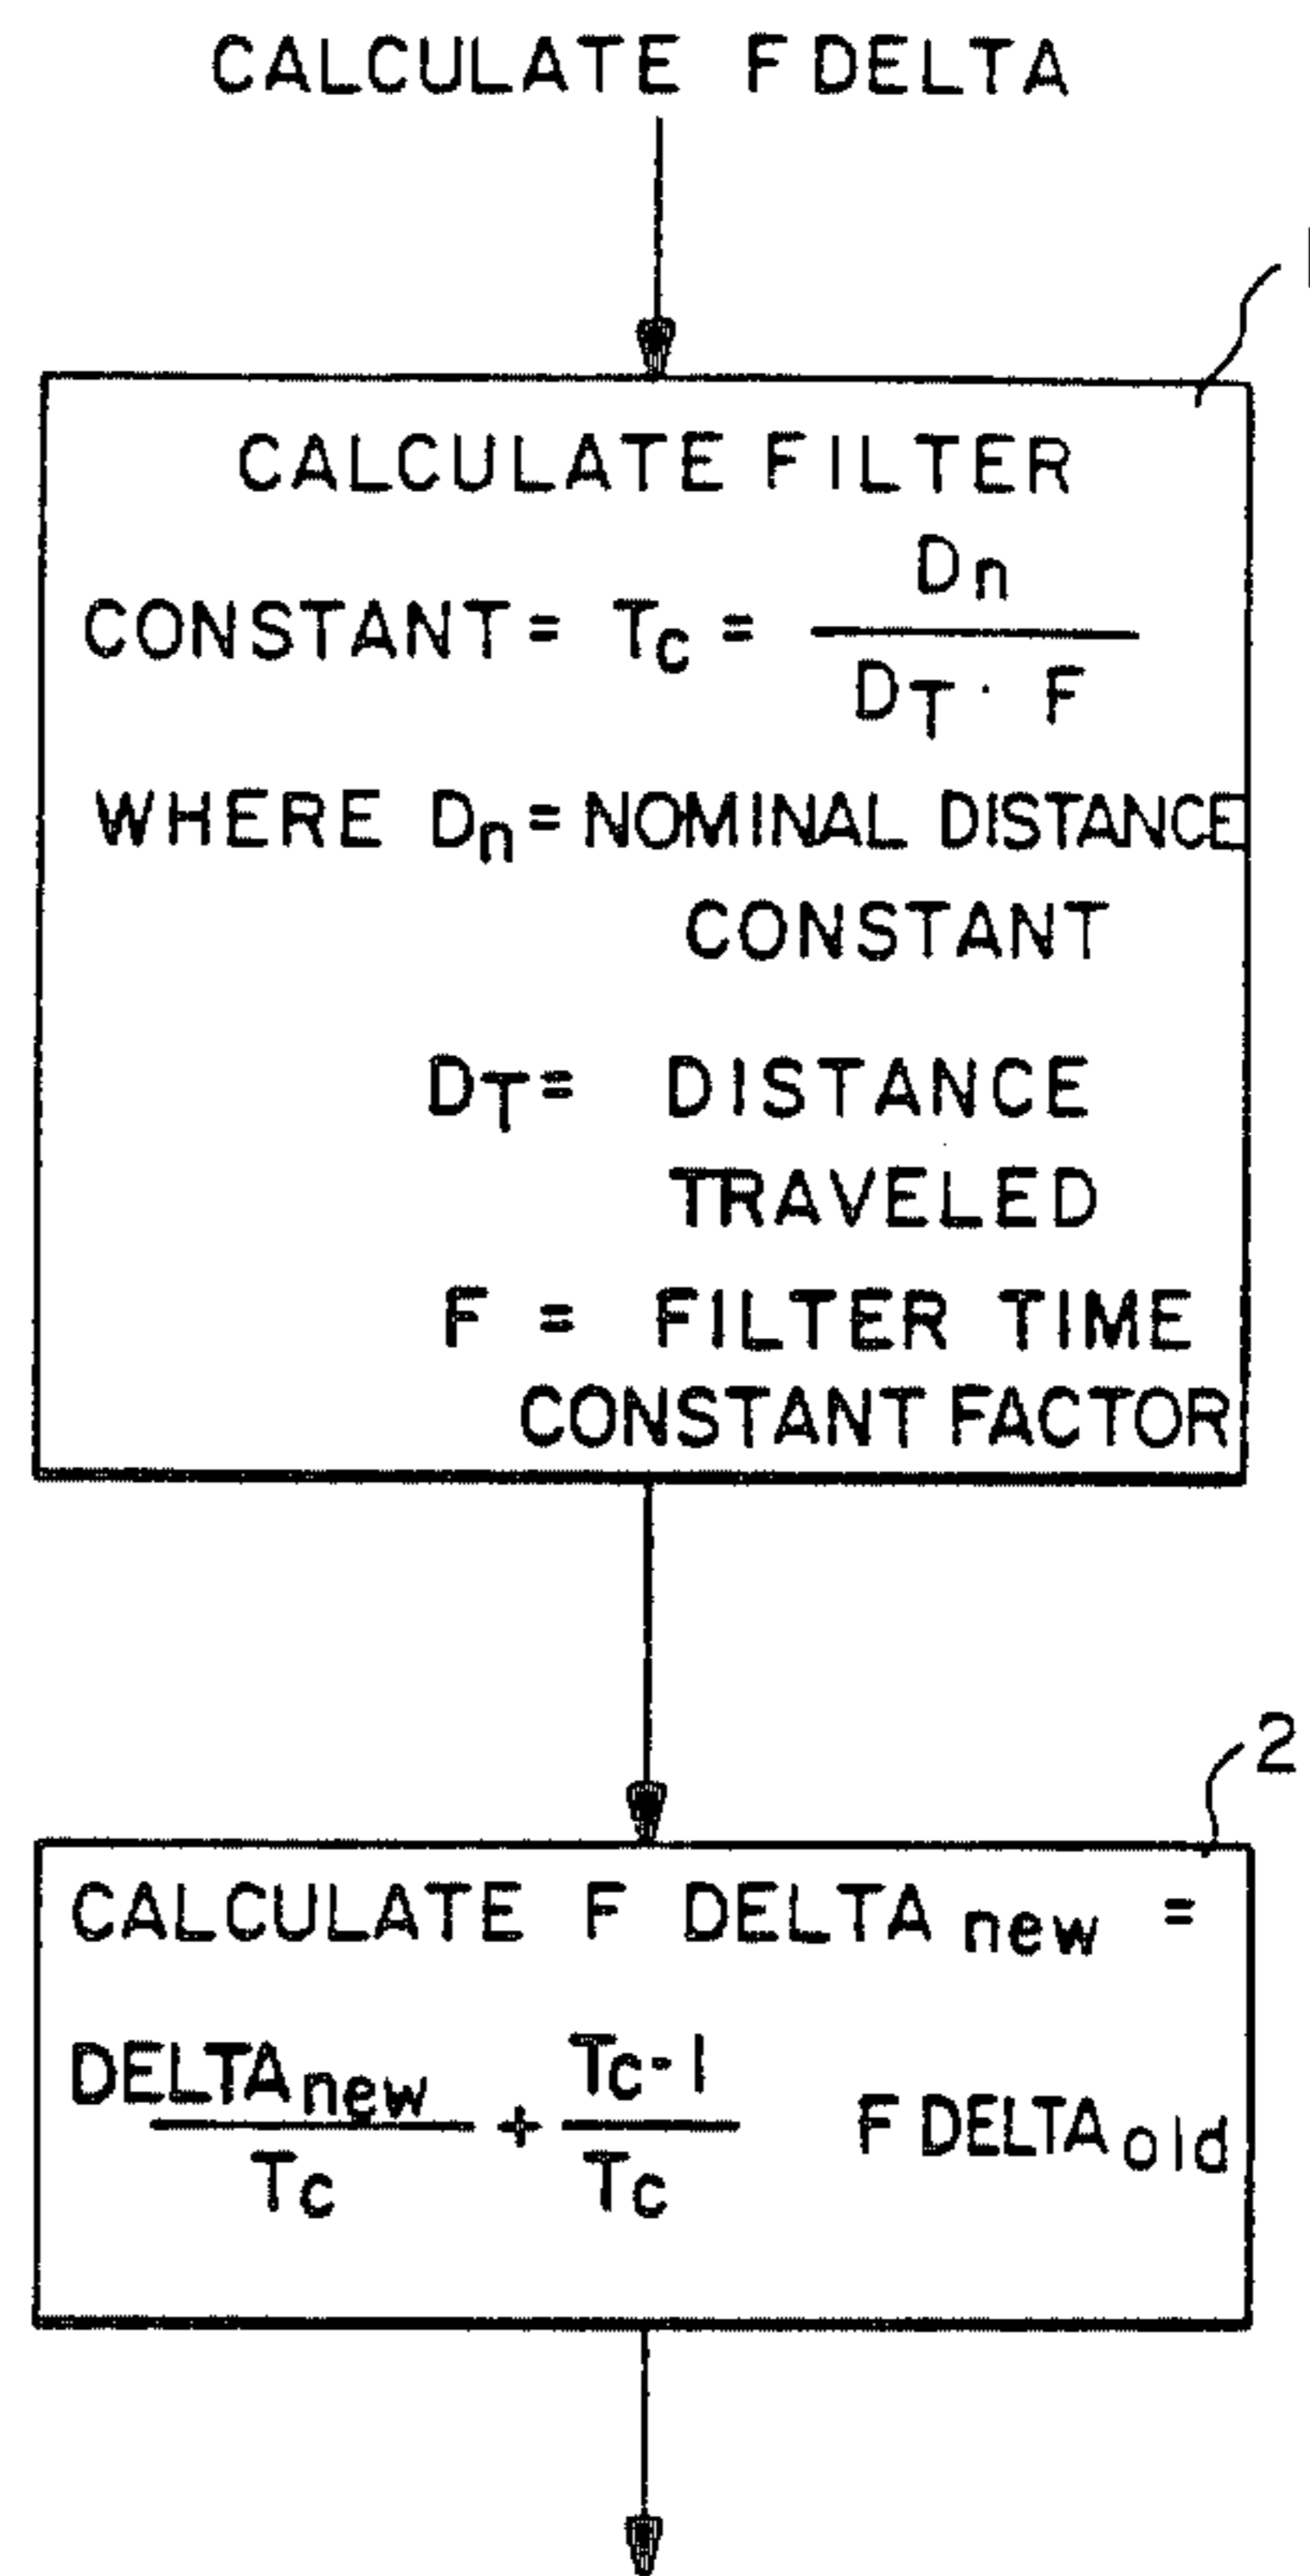 CALCULATE F DELTA
1
CALCULATE FILTER
CONSTANT = Tc = Dn / DT · F
WHERE Dn = NOMINAL DISTANCE
CONSTANT
DT = DISTANCE
TRAVELED
F = FILTER TIME
CONSTANT FACTOR
2
CALCULATE F DELTA new =
DELTA new / Tc + Tc-1 / Tc F DELTA old